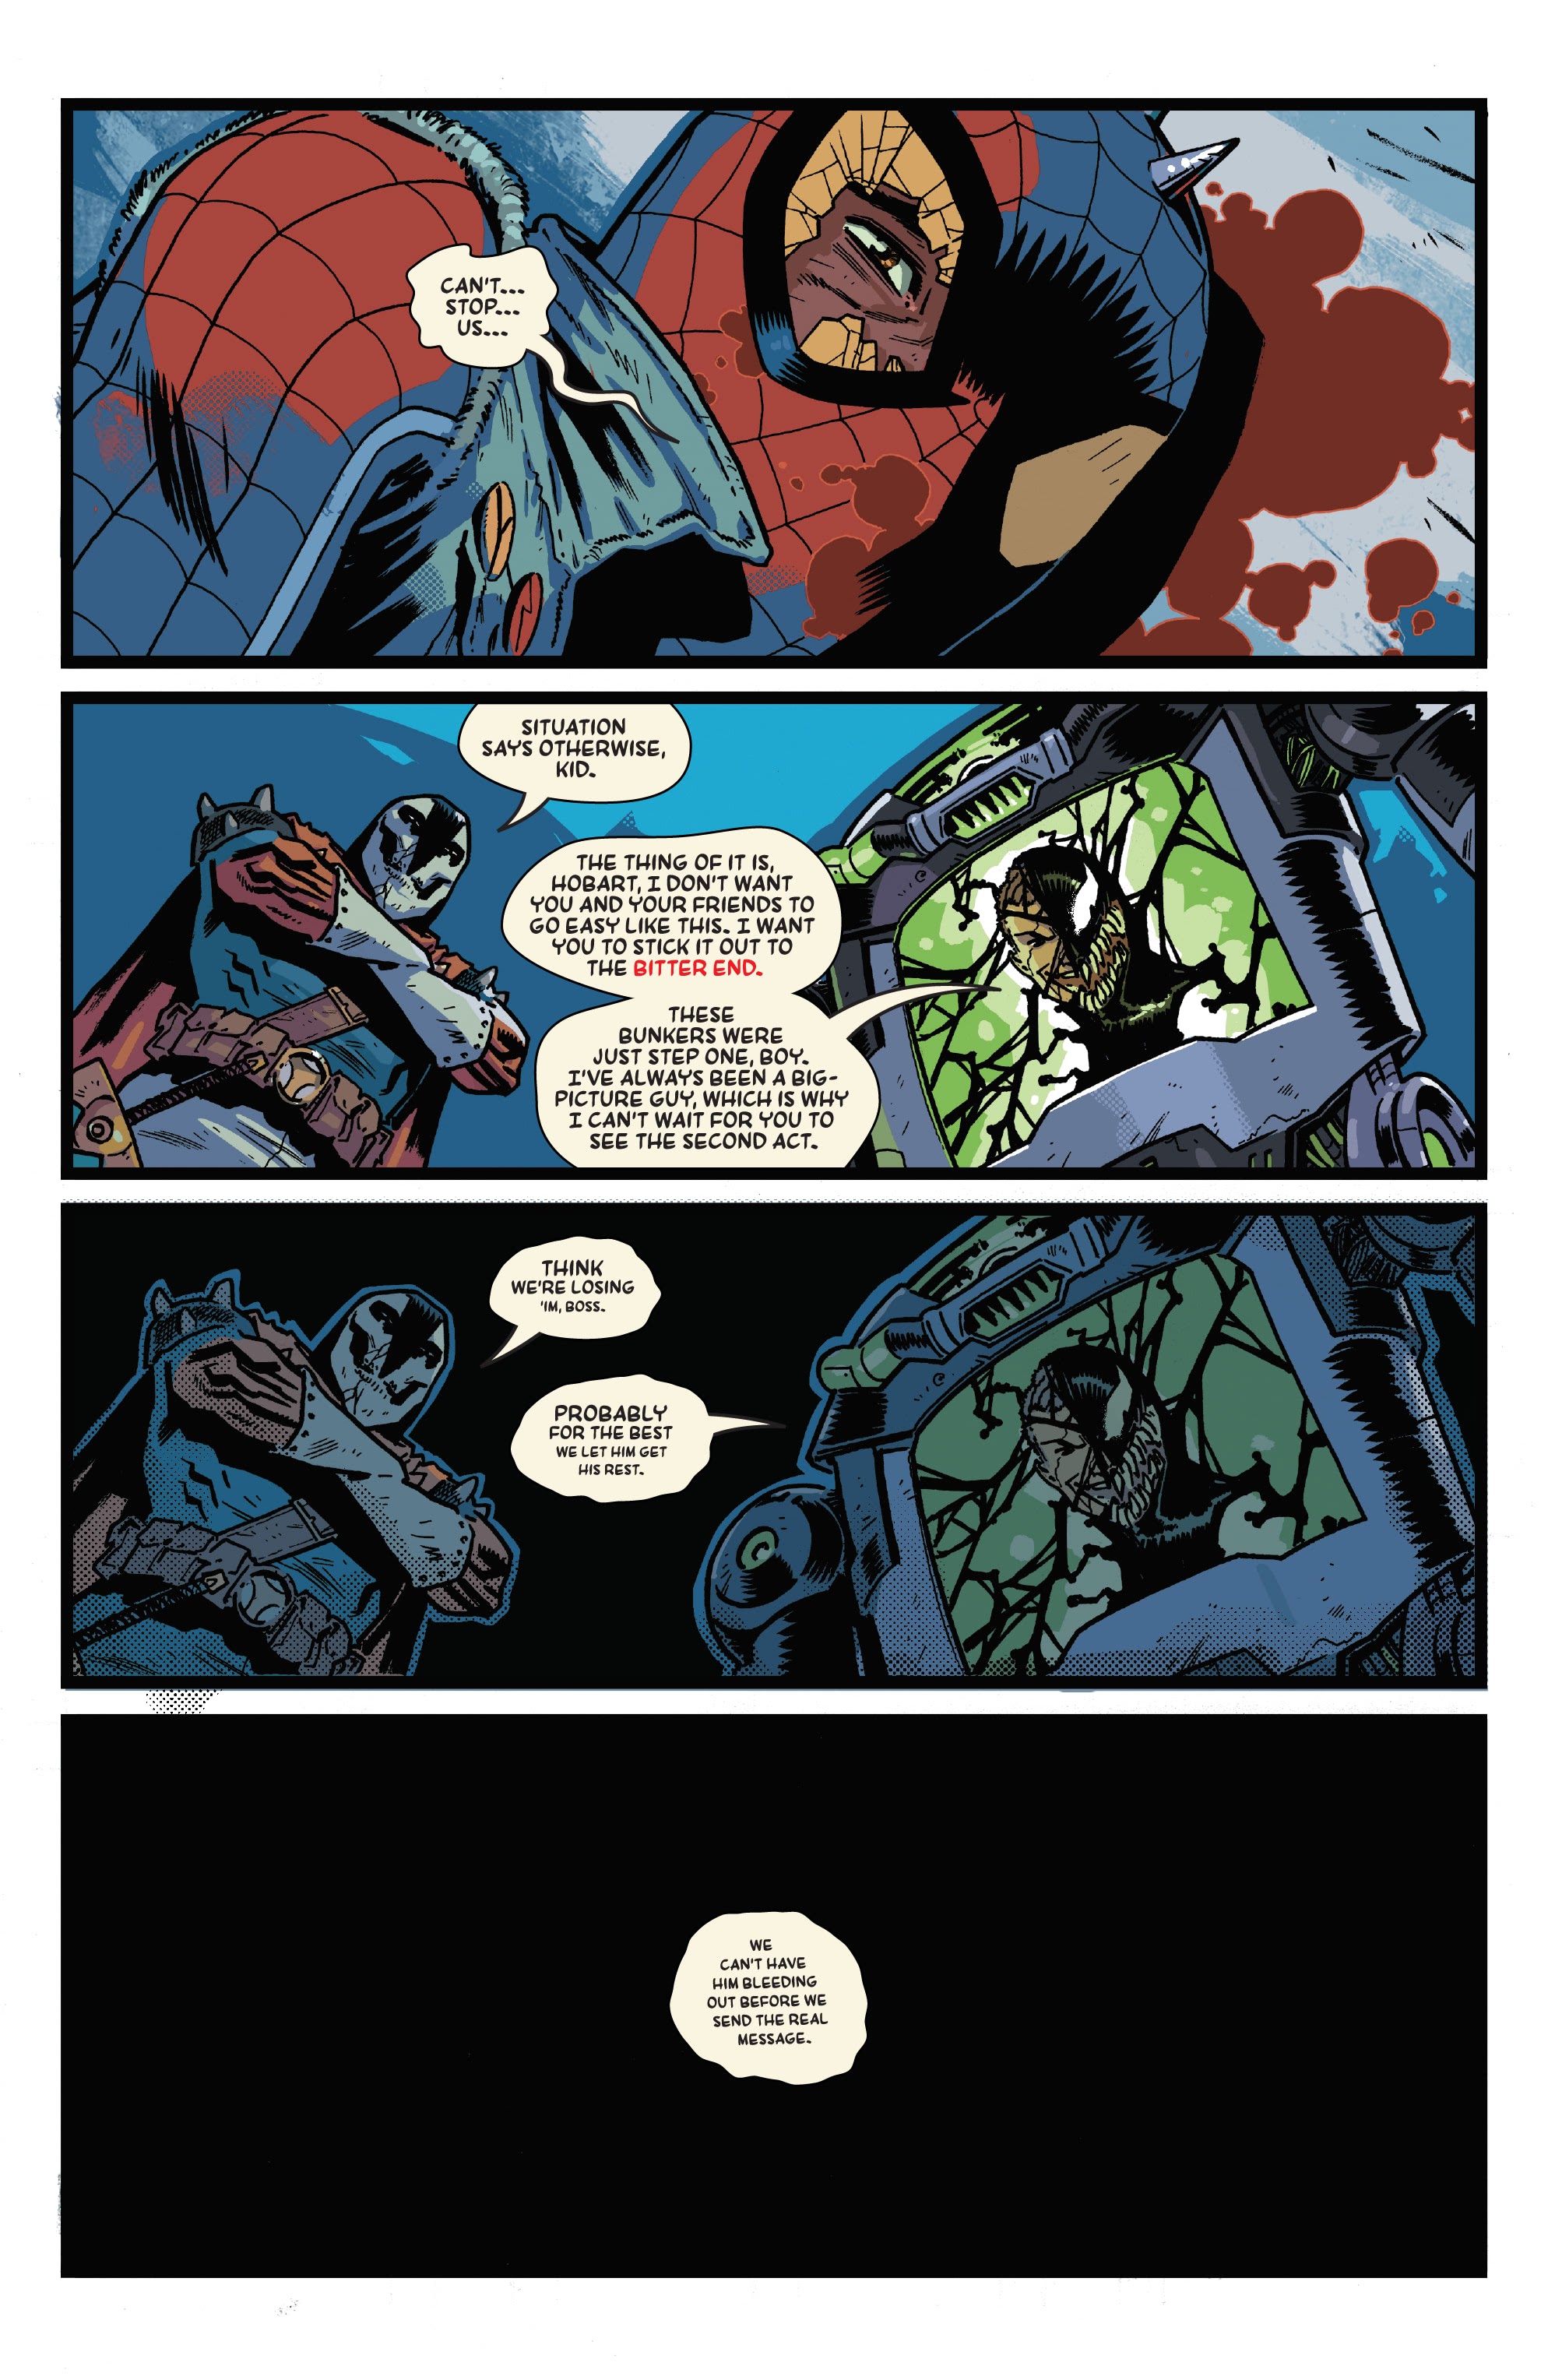 CAN'T...
STOP...
US...
SITUATION
SAYS OTHERWISE,
KID.
THE THING OF IT IS,
HOBART, I DON'T WANT
YOU AND YOUR FRIENDS TO
GO EASY LIKE THIS. I WANT
YOU TO STICK IT OUT TO
THE BITTER END.
THESE
BUNKERS WERE
JUST STEP ONE, BOY.
I'VE ALWAYS BEEN A BIG-
PICTURE GUY, WHICH IS WHY
I CAN'T WAIT FOR YOU TO
SEE THE SECOND ACT.
THINK
WE'RE LOSING
'IM, BOSS.
PROBABLY
FOR THE BEST
WE LET HIM GET
HIS REST.
WE
CAN'T HAVE
HIM BLEEDING
OUT BEFORE WE
SEND THE REAL
MESSAGE.